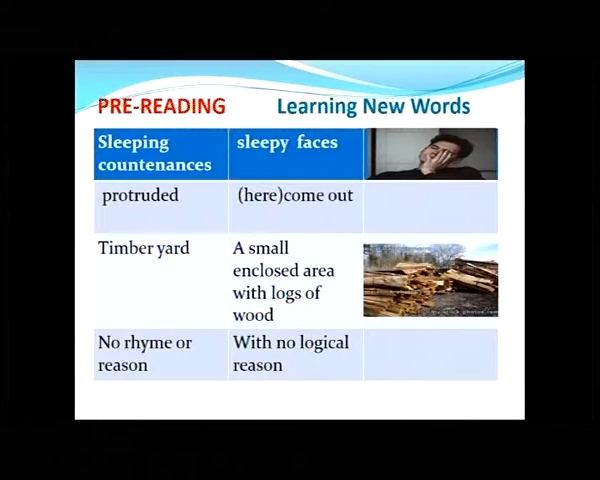 PRE-READING Learning New Words
Sleeping countenances
sleepy faces
protruded
(here)come out
Timber yard
A small
enclosed area
with logs of
wood
No rhyme or
reason
With no logical
reason